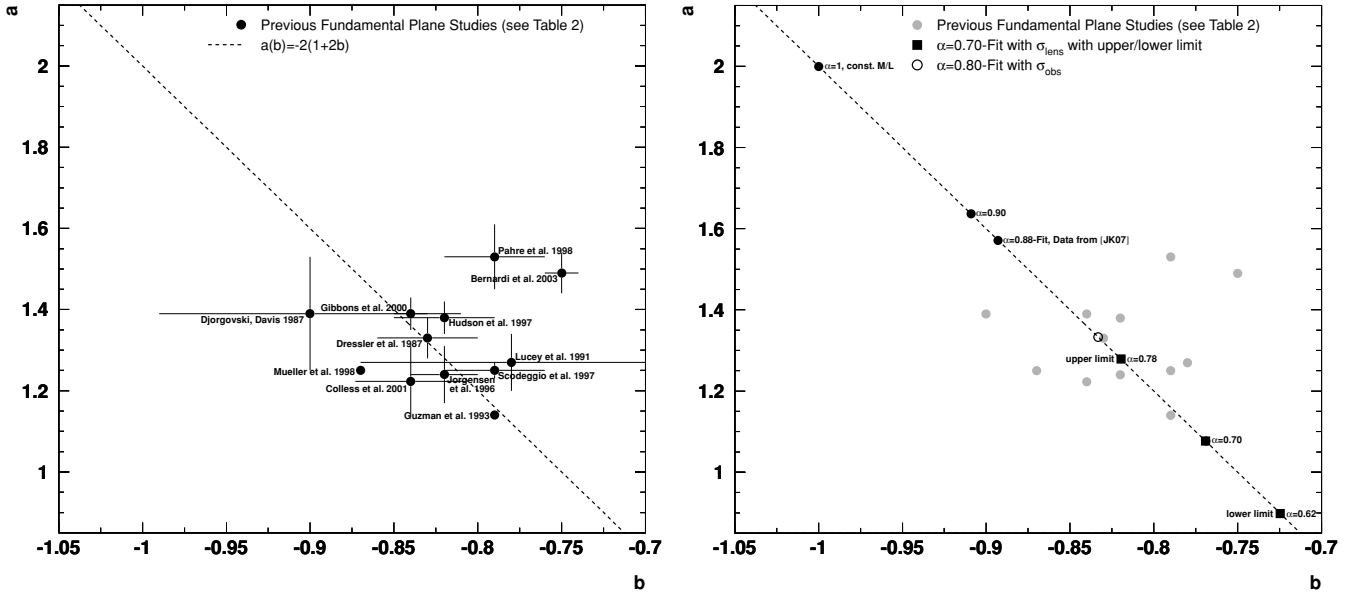 a
Previous Fundamental Plane Studies (see Table 2)
a(b)=-2(1+2b)
2
1.8
1.6
1.4
1.2
1
Pahre et al. 1998
Bernardi et al. 2003
Gibbons et al. 2000
Djorgovski, Davis 1987
Hudson et al. 1997
Dressler et al. 1987
Lucey et al. 1991
Mueller et al. 1998
Scodeggio et al. 1997
Jorgensen
et al. 1996
Colless et al. 2001
Guzman et al. 1993
-1.05 -1 -0.95 -0.9 -0.85 -0.8 -0.75 -0.7
b
a
Previous Fundamental Plane Studies (see Table 2)
α=0.70-Fit with σlens with upper/lower limit
α=0.80-Fit with σobs
2
1.8
1.6
1.4
1.2
1
α=1, const. M/L
α=0.90
α=0.88-Fit, Data from [JK07]
upper limit α=0.78
α=0.70
lower limit α=0.62
-1.05 -1 -0.95 -0.9 -0.85 -0.8 -0.75 -0.7
b